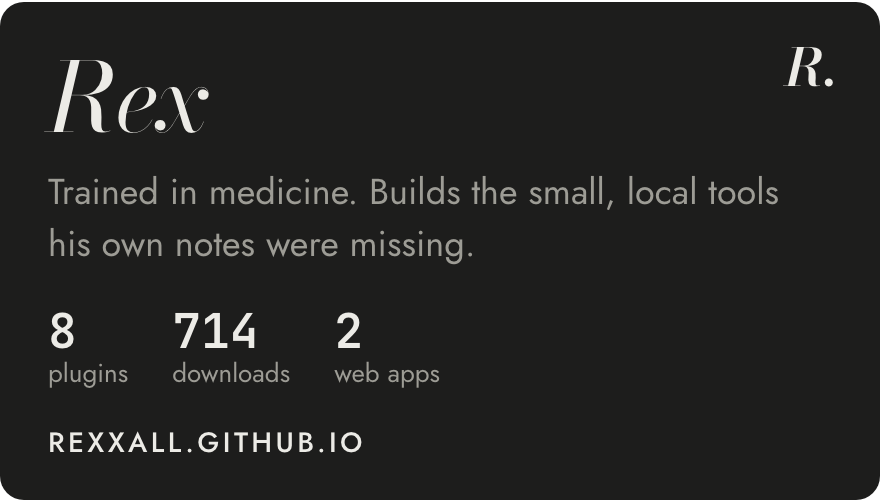 Rex
R.
Trained in medicine. Builds the small, local tools
his own notes were missing.
8 714 2
plugins downloads web apps
REXXALL.GITHUB.IO